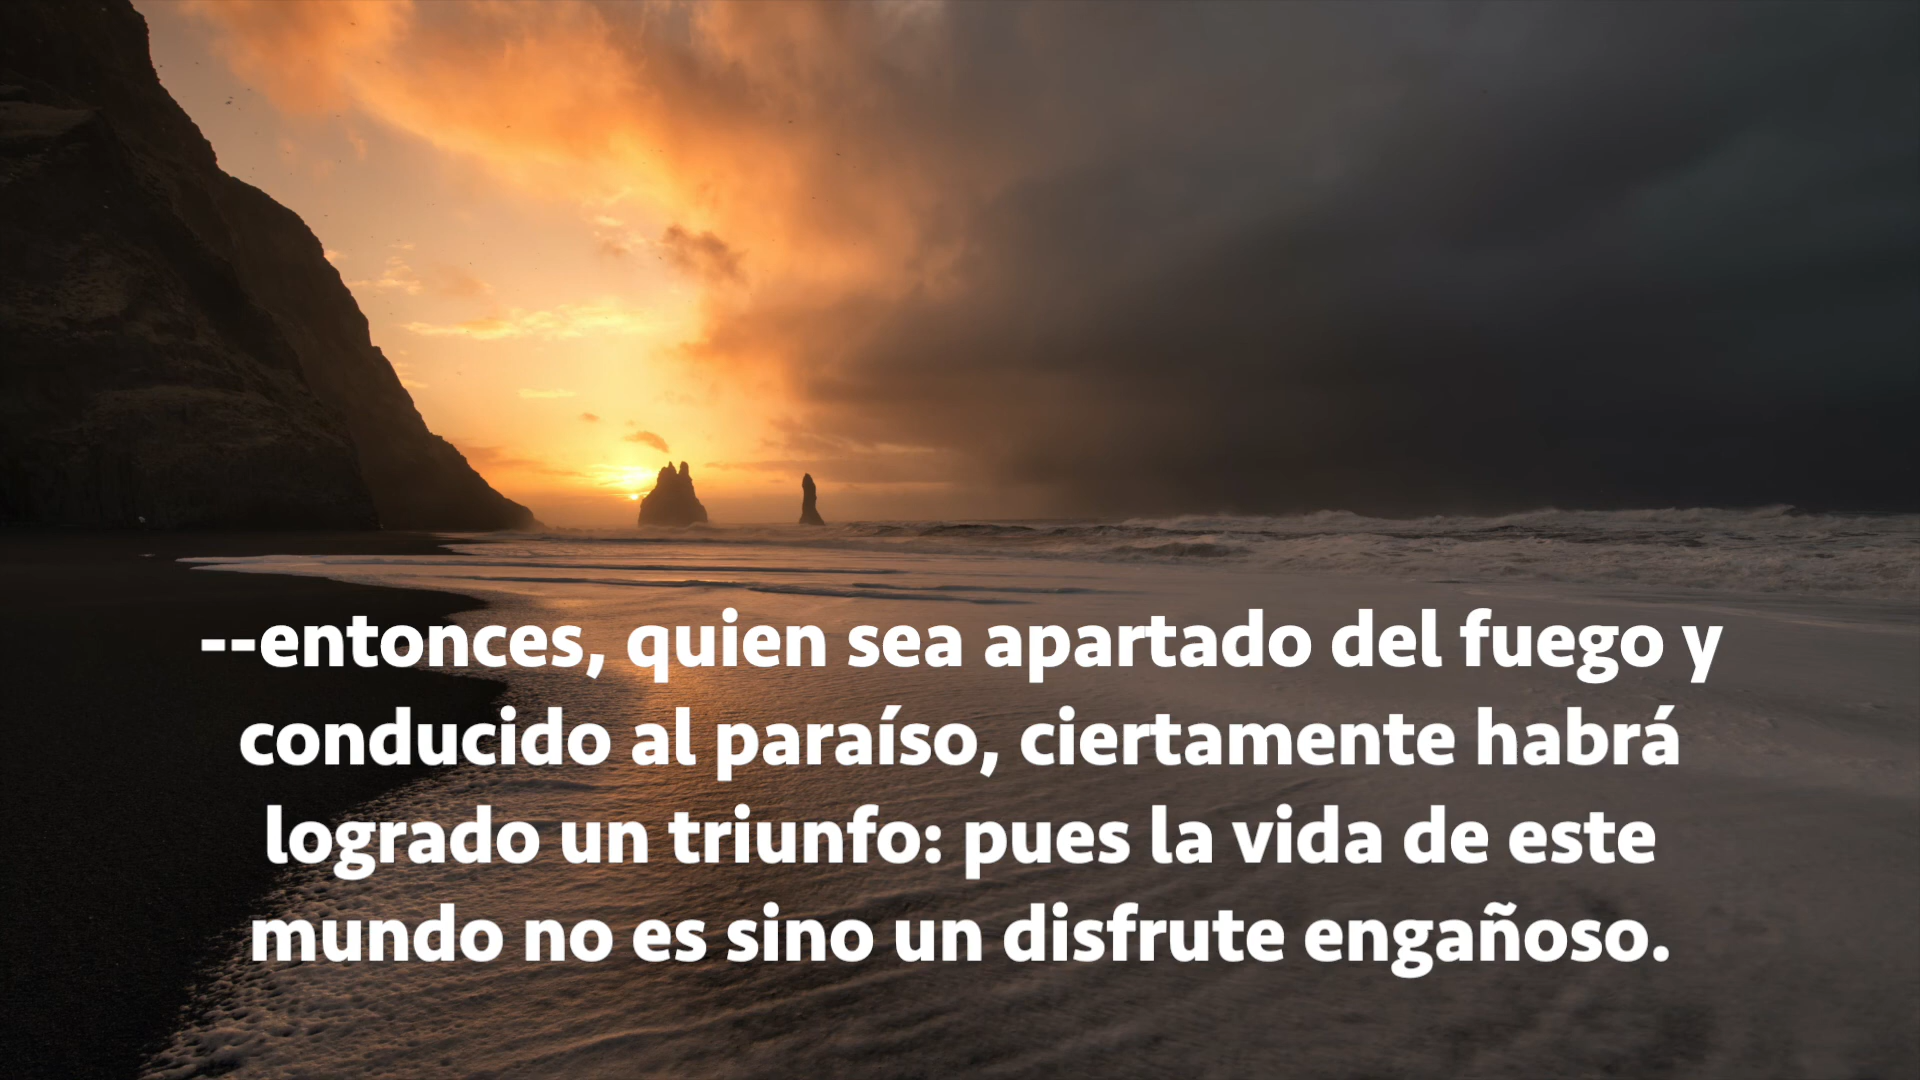 --entonces, quien sea apartado del fuego y
conducido al paraíso, ciertamente habrá
logrado un triunfo: pues la vida de este
mundo no es sino un disfrute engañoso.